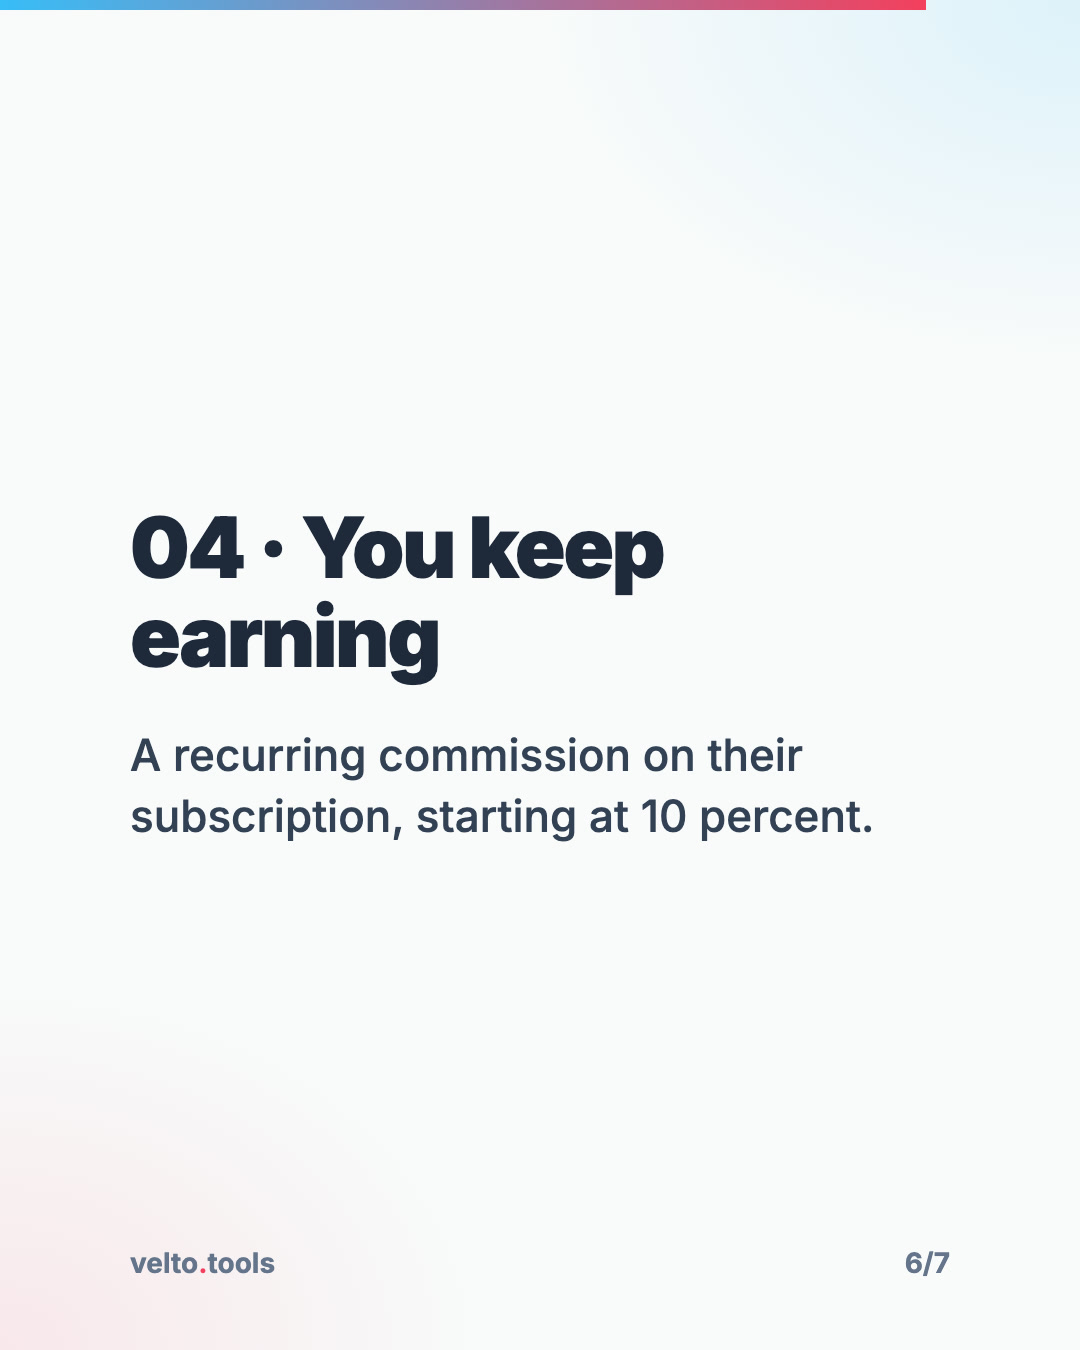 04 · You keep
earning
A recurring commission on their
subscription, starting at 10 percent.
velto.tools
6/7